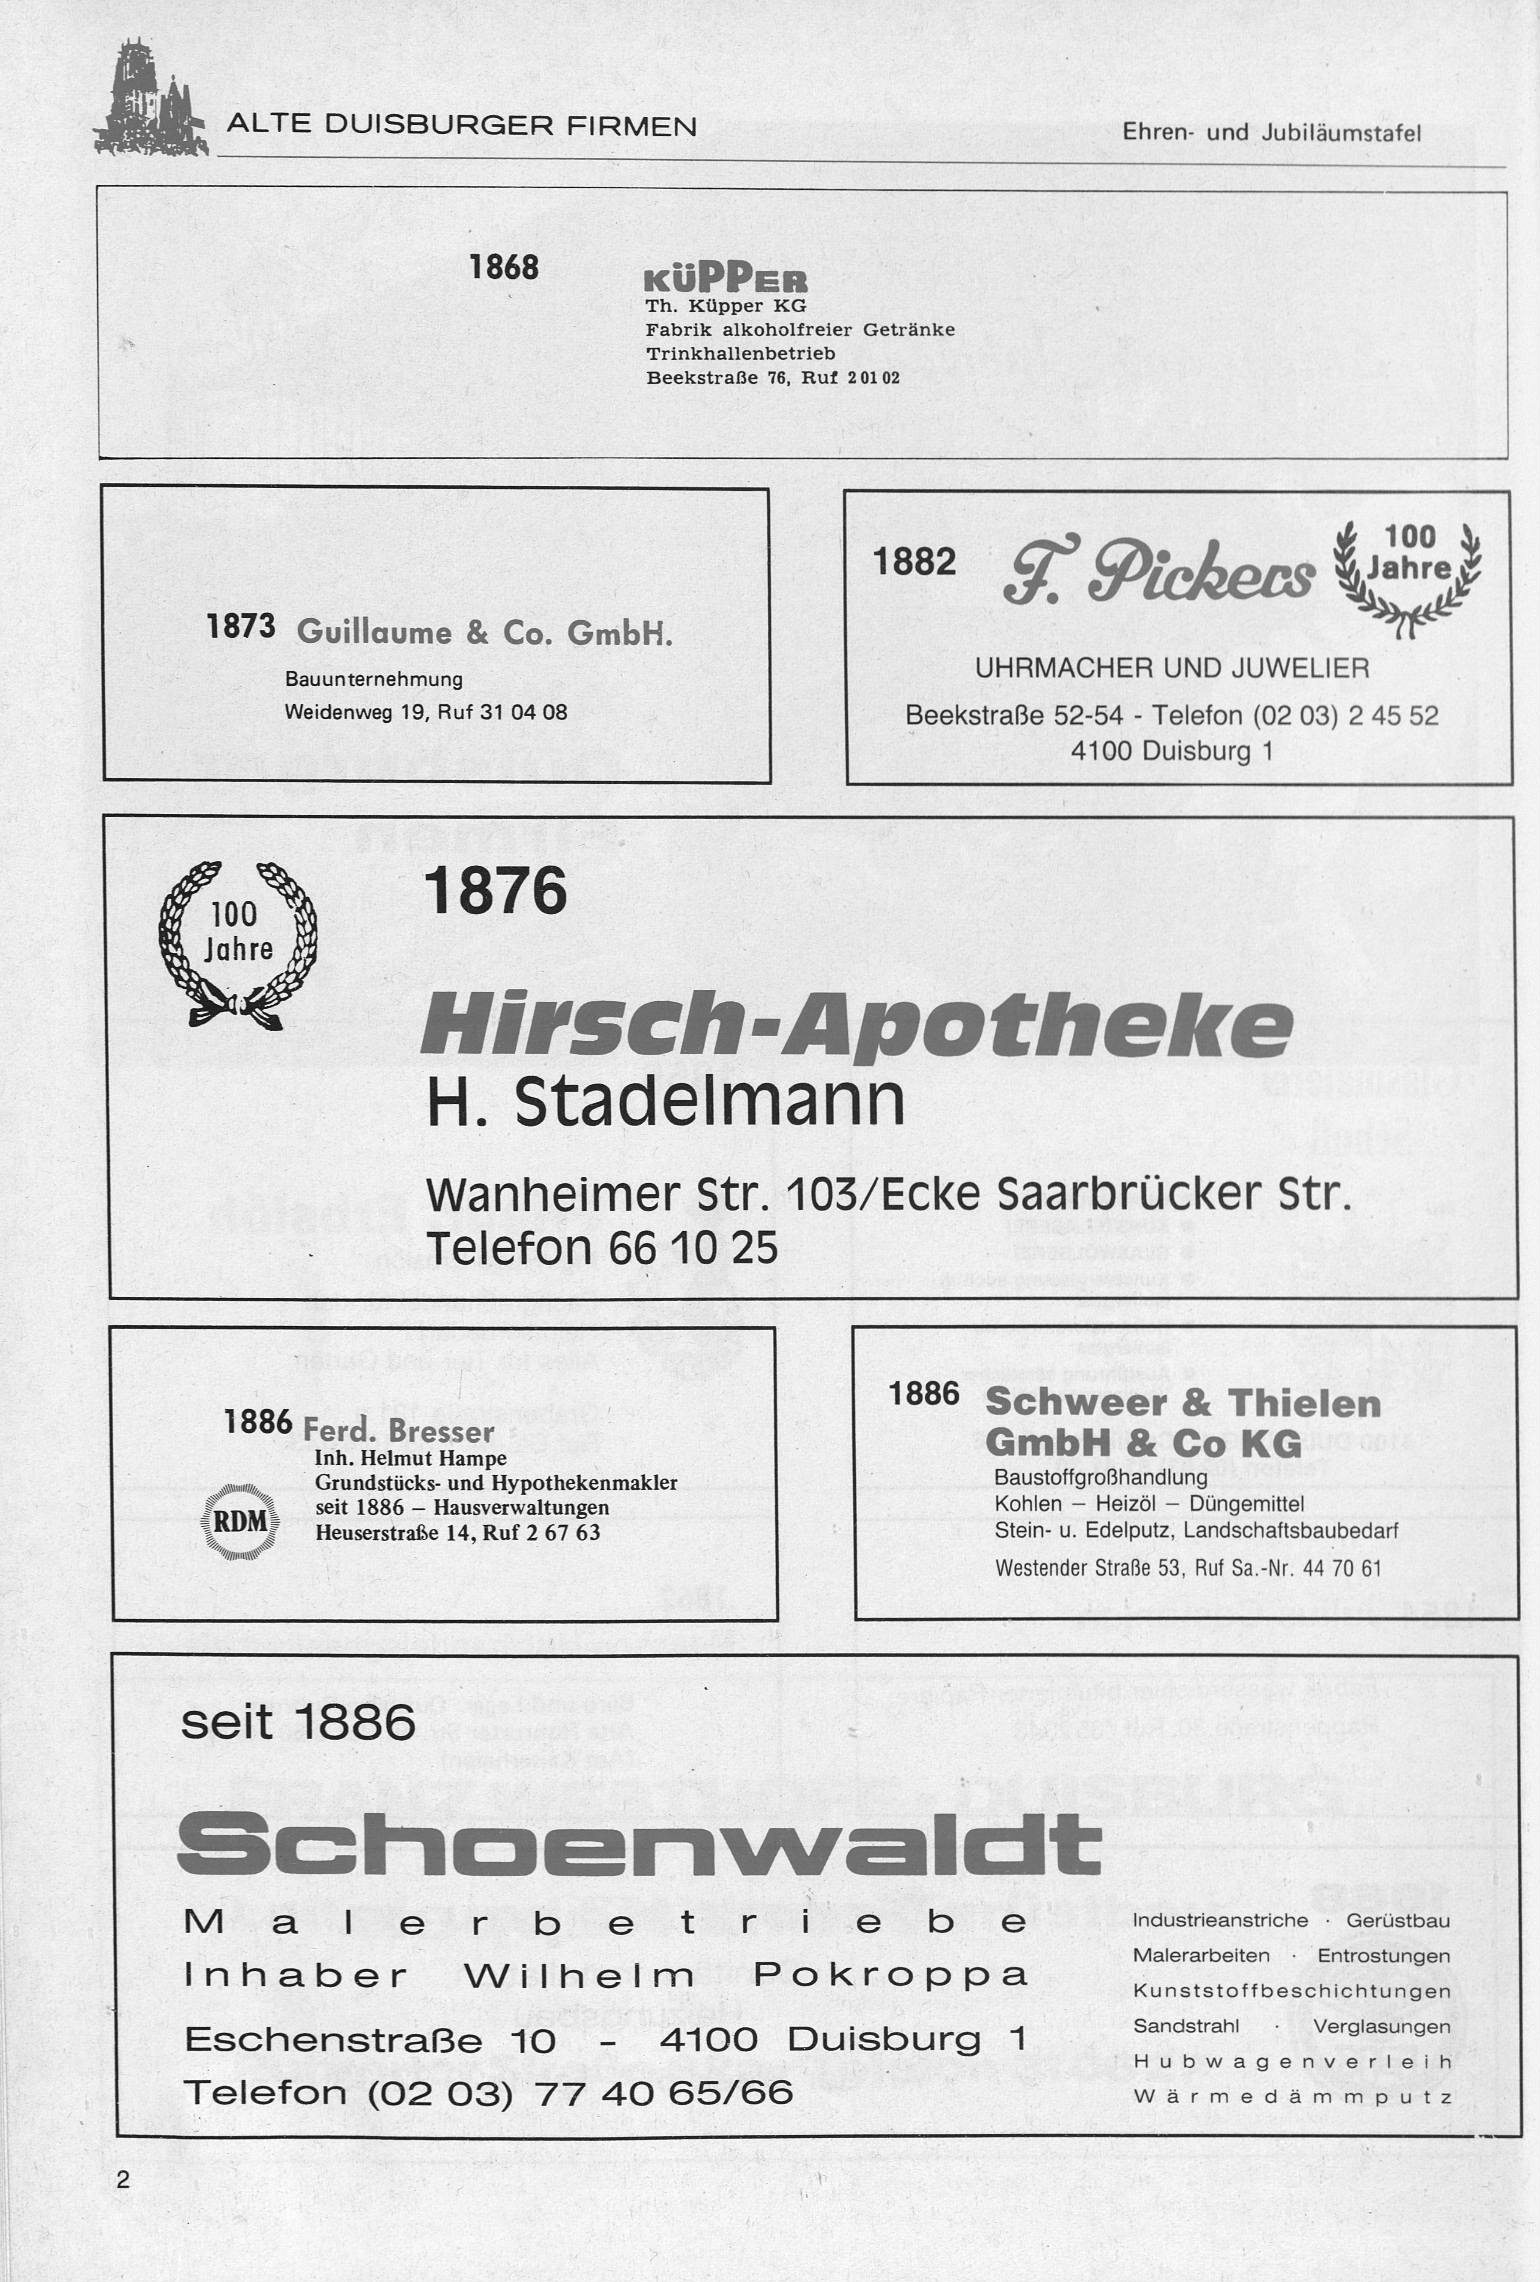 ALTE DUISBURGER FIRMEN
Ehren- und Jubiläumstafel
1868
KÜPPER
Th. Küpper KG
Fabrik alkoholfreier Getränke
Trinkhallenbetrieb
Beekstraße 76, Ruf 2 01 02
1873 Guillaume & Co. GmbH.
Bauunternehmung
Weidenweg 19, Ruf 31 04 08
1882 F. Pickers
100
Jahre
UHRMACHER UND JUWELIER
Beekstraße 52-54 - Telefon (02 03) 2 45 52
4100 Duisburg 1
100
Jahre
1876
Hirsch-Apotheke
H. Stadelmann
Wanheimer Str. 103/Ecke Saarbrücker Str.
Telefon 66 10 25
1886 Ferd. Bresser
Inh. Helmut Hampe
Grundstücks- und Hypothekenmakler
seit 1886 – Hausverwaltungen
Heuserstraße 14, Ruf 2 67 63
RDM
1886 Schweer & Thielen
GmbH & Co KG
Baustoffgroßhandlung
Kohlen – Heizöl – Düngemittel
Stein- u. Edelputz, Landschaftsbaubedarf
Westender Straße 53, Ruf Sa.-Nr. 44 70 61
seit 1886
Schoenwaldt
Malerbetriebe
Inhaber Wilhelm Pokroppa
Eschenstraße 10 - 4100 Duisburg 1
Telefon (02 03) 77 40 65/66
Industrieanstriche · Gerüstbau
Malerarbeiten · Entrostungen
Kunststoffbeschichtungen
Sandstrahl · Verglasungen
Hubwagenverleih
Wärmedämmputz
2